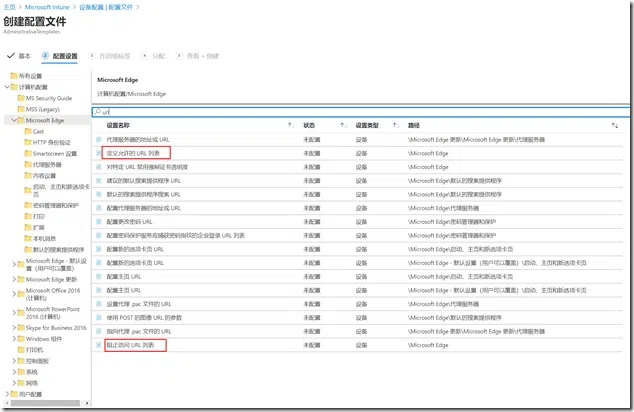 主页 > Microsoft Intune > 设备配置 | 配置文件 >
创建配置文件
AdministrativeTemplates
基本
2 配置设置
3 作用域标签
4 分配
5 查看 + 创建
所有设置
计算机配置
MS Security Guide
MSS (Legacy)
Microsoft Edge
Cast
HTTP 身份验证
Smartscreen 设置
代理服务器
内容设置
启动、主页和新选项卡页
密码管理器和保护
打印
扩展
本机消息
默认的搜索提供程序
Microsoft Edge - 默认设置（用户可以覆盖）
Microsoft Edge 更新
Microsoft Office 2016 (计算机)
Microsoft PowerPoint 2016 (计算机)
Skype for Business 2016
Windows 组件
打印机
控制面板
系统
网络
用户配置
Microsoft Edge
计算机配置/Microsoft Edge
url
设置名称 状态 设置类型 路径
代理服务器的地址或 URL 未配置 设备 \Microsoft Edge 更新\Microsoft Edge 更新\代理服务器
定义允许的 URL 列表 未配置 设备 \Microsoft Edge
对特定 URL 禁用强制证书透明度 未配置 设备 \Microsoft Edge
建议的默认搜索提供程序 URL 未配置 设备 \Microsoft Edge\默认的搜索提供程序
默认的搜索提供程序搜索 URL 未配置 设备 \Microsoft Edge\默认的搜索提供程序
配置代理服务器的地址或 URL 未配置 设备 \Microsoft Edge\代理服务器
配置更改密码 URL 未配置 设备 \Microsoft Edge\密码管理器和保护
配置密码保护服务应捕获密码指纹的企业登录 URL 列表 未配置 设备 \Microsoft Edge\密码管理器和保护
配置新的选项卡页 URL 未配置 设备 \Microsoft Edge\启动、主页和新选项卡页
配置新的选项卡页 URL 未配置 设备 \Microsoft Edge - 默认设置（用户可以覆盖）\启动、主页和新选项卡页
配置主页 URL 未配置 设备 \Microsoft Edge\启动、主页和新选项卡页
配置主页 URL 未配置 设备 \Microsoft Edge - 默认设置（用户可以覆盖）\启动、主页和新选项卡页
设置代理 .pac 文件的 URL 未配置 设备 \Microsoft Edge\代理服务器
使用 POST 的图像 URL 的参数 未配置 设备 \Microsoft Edge\默认的搜索提供程序
指向代理 .pac 文件的 URL 未配置 设备 \Microsoft Edge 更新\Microsoft Edge 更新\代理服务器
阻止访问 URL 列表 未配置 设备 \Microsoft Edge